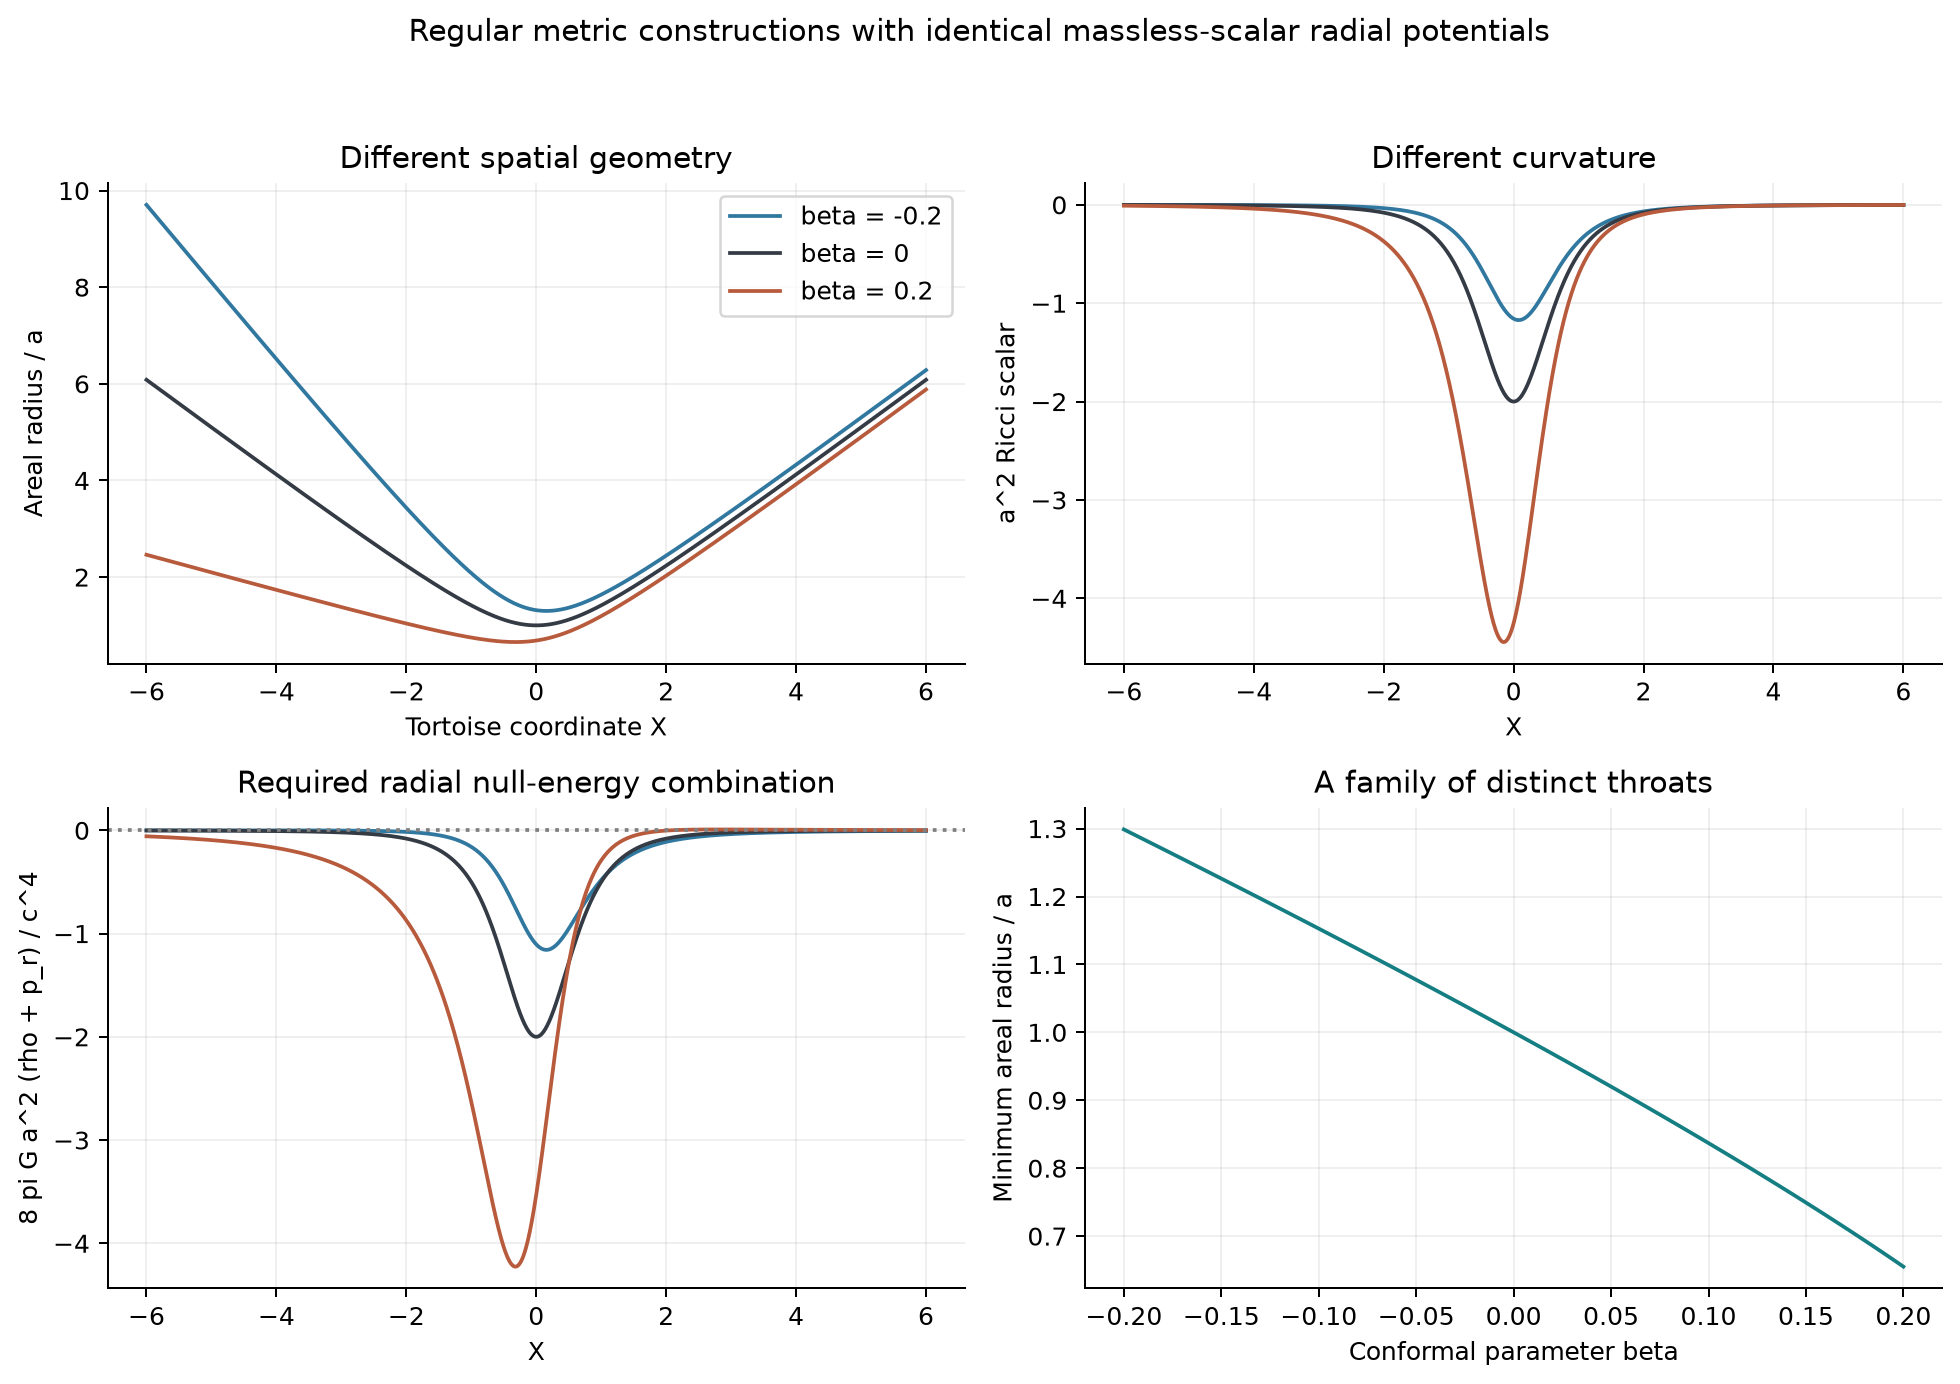 Regular metric constructions with identical massless-scalar radial potentials
Different spatial geometry
Areal radius / a
10
8
6
4
2
beta = -0.2
beta = 0
beta = 0.2
−6 −4 −2 0 2 4 6
Tortoise coordinate X
Different curvature
a^2 Ricci scalar
0
−1
−2
−3
−4
−6 −4 −2 0 2 4 6
X
Required radial null-energy combination
8 pi G a^2 (rho + p_r) / c^4
0
−1
−2
−3
−4
−6 −4 −2 0 2 4 6
X
A family of distinct throats
Minimum areal radius / a
1.3
1.2
1.1
1.0
0.9
0.8
0.7
−0.20 −0.15 −0.10 −0.05 0.00 0.05 0.10 0.15 0.20
Conformal parameter beta